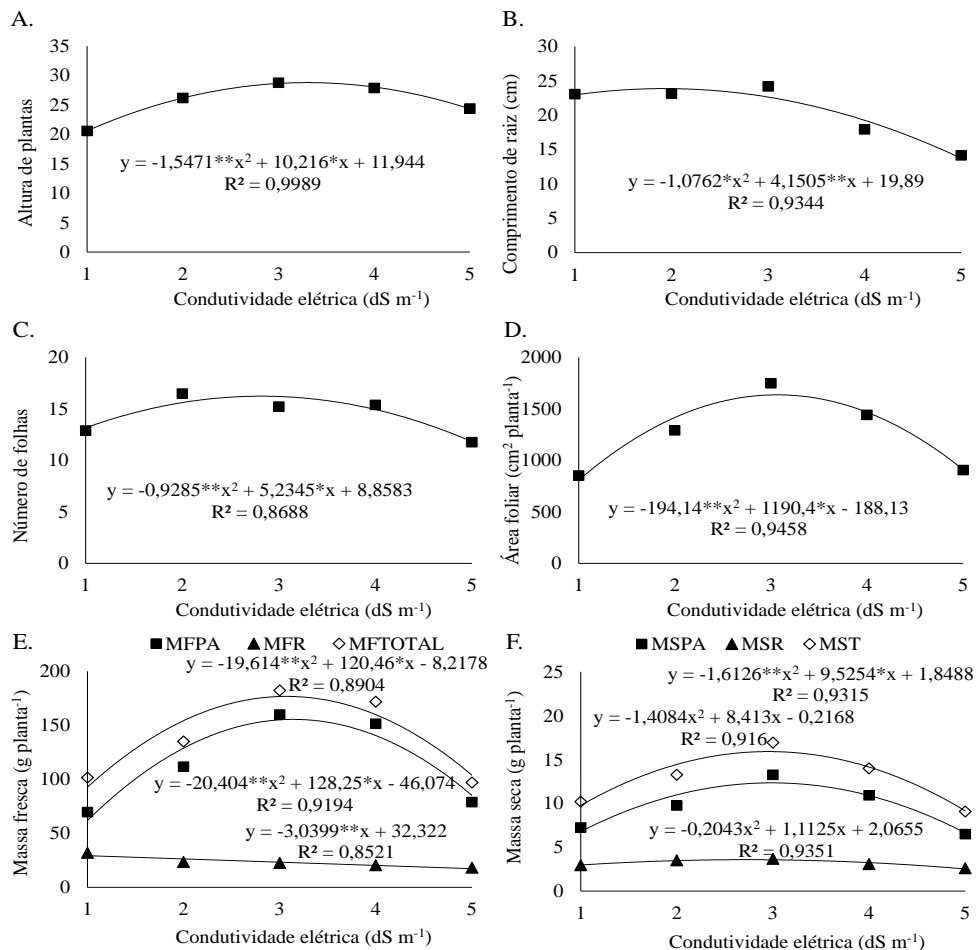 A.
35
30
25
20
15
10
5
0
Altura de plantas
y = -1,5471**x² + 10,216*x + 11,944
R² = 0,9989
1 2 3 4 5
Condutividade elétrica (dS m⁻¹)
B.
30
25
20
15
10
5
0
Comprimento de raiz (cm)
y = -1,0762*x² + 4,1505**x + 19,89
R² = 0,9344
1 2 3 4 5
Condutividade elétrica (dS m⁻¹)
C.
20
15
10
5
0
Número de folhas
y = -0,9285**x² + 5,2345*x + 8,8583
R² = 0,8688
1 2 3 4 5
Condutividade elétrica (dS m⁻¹)
D.
2000
1500
1000
500
0
Área foliar (cm² planta⁻¹)
y = -194,14**x² + 1190,4*x - 188,13
R² = 0,9458
1 2 3 4 5
Condutividade elétrica (dS m⁻¹)
E.
MFPA MFR MFTOTAL
200
150
100
50
0
Massa fresca (g planta⁻¹)
y = -19,614**x² + 120,46*x - 8,2178
R² = 0,8904
y = -20,404**x² + 128,25*x - 46,074
R² = 0,9194
y = -3,0399**x + 32,322
R² = 0,8521
1 2 3 4 5
Condutividade elétrica (dS m⁻¹)
F.
MSPA MSR MST
25
20
15
10
5
0
Massa seca (g planta⁻¹)
y = -1,6126**x² + 9,5254*x + 1,8488
R² = 0,9315
y = -1,4084x² + 8,413x - 0,2168
R² = 0,916
y = -0,2043x² + 1,1125x + 2,0655
R² = 0,9351
1 2 3 4 5
Condutividade elétrica (dS m⁻¹)